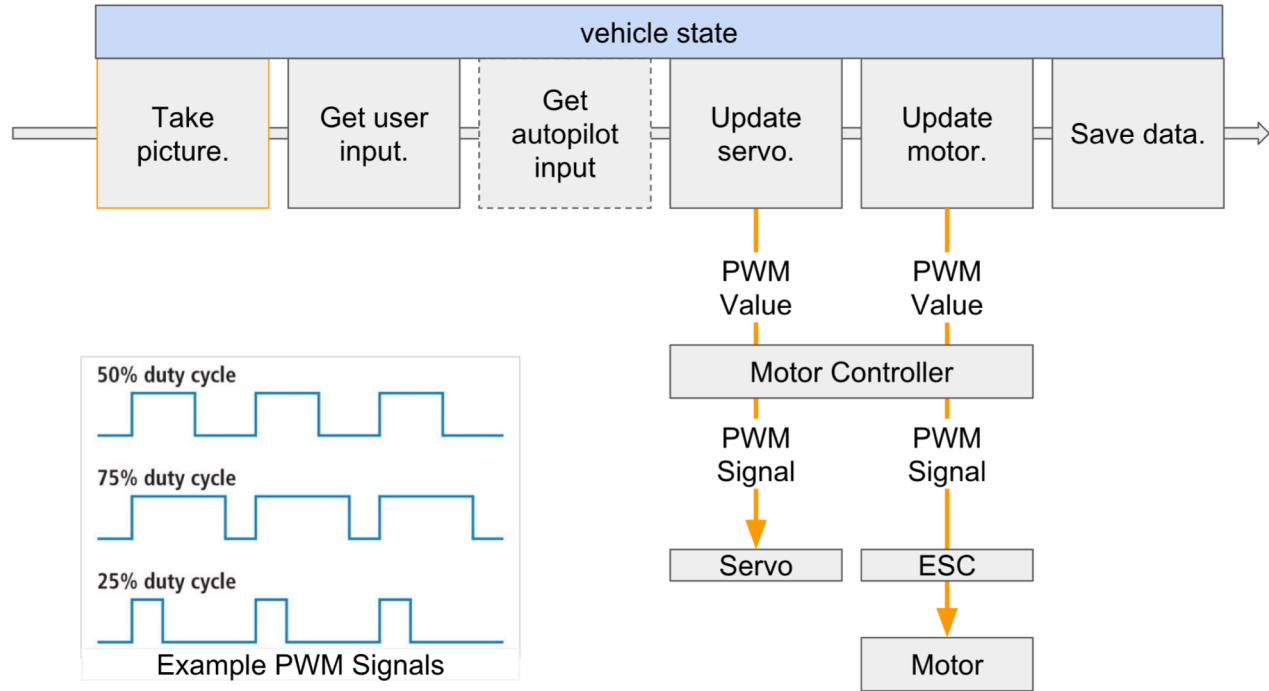 vehicle state
Take
picture.
Get user
input.
Get
autopilot
input
Update
servo.
Update
motor.
Save data.
PWM
Value
PWM
Value
Motor Controller
PWM
Signal
PWM
Signal
Servo
ESC
Motor
50% duty cycle
75% duty cycle
25% duty cycle
Example PWM Signals